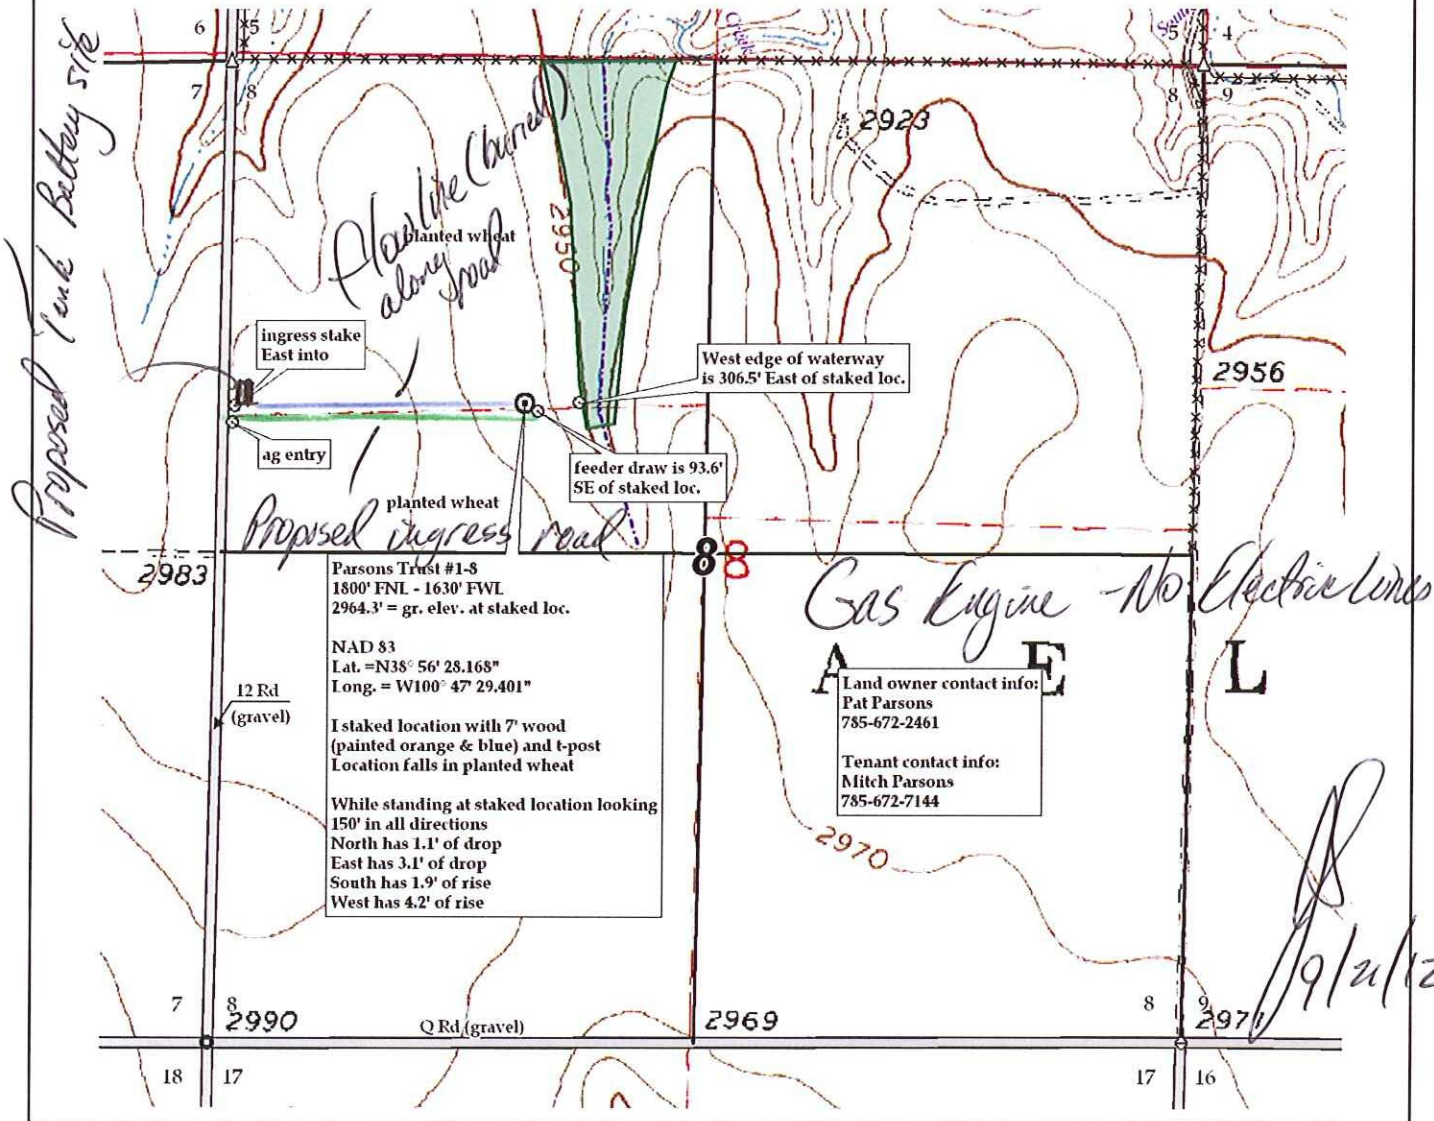 6 5
Creek
South
5 4
7 8
8 9
2923
Proposed Tank Battery site
Flowline (buried)
along road
planted wheat
2950
ingress stake
East into
West edge of waterway
is 306.5' East of staked loc.
2956
ag entry
feeder draw is 93.6'
SE of staked loc.
planted wheat
Proposed ingress road
8 8
2983
Gas Engine - No Electric Lines
A E L
Parsons Trust #1-8
1800' FNL - 1630' FWL
2964.3' = gr. elev. at staked loc.
NAD 83
Lat. =N38° 56' 28.168"
Long. = W100° 47' 29.401"
I staked location with 7' wood
(painted orange & blue) and t-post
Location falls in planted wheat
While standing at staked location looking
150' in all directions
North has 1.1' of drop
East has 3.1' of drop
South has 1.9' of rise
West has 4.2' of rise
12 Rd
(gravel)
Land owner contact info:
Pat Parsons
785-672-2461
Tenant contact info:
Mitch Parsons
785-672-7144
2970
9/21/12
7 8
2990
Q Rd (gravel)
2969
8 9
2971
18 17
17 16